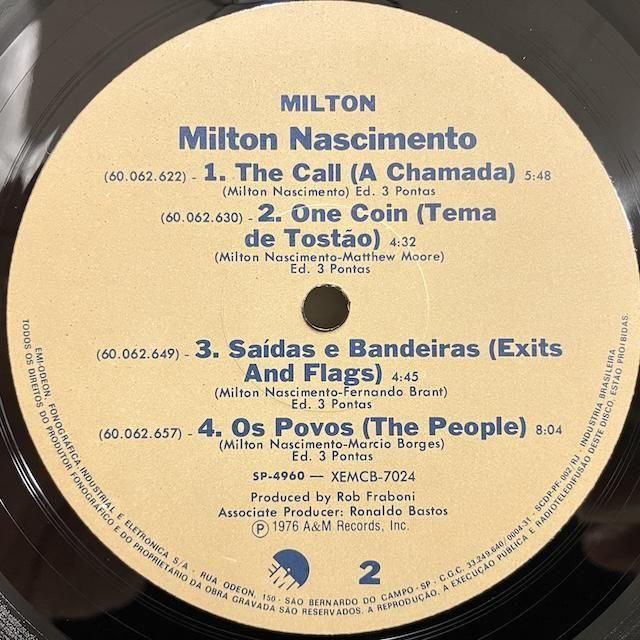 MILTON
Milton Nascimento
(60.062.622) - 1. The Call (A Chamada) 5:48
(Milton Nascimento) Ed. 3 Pontas
(60.062.630) - 2. One Coin (Tema
de Tostão) 4:32
(Milton Nascimento-Matthew Moore)
Ed. 3 Pontas
(60.062.649) - 3. Saídas e Bandeiras (Exits
And Flags) 4:45
(Milton Nascimento-Fernando Brant)
Ed. 3 Pontas
(60.062.657) - 4. Os Povos (The People) 8:04
(Milton Nascimento-Marcio Borges)
Ed. 3 Pontas
SP-4960 — XEMCB-7024
Produced by Rob Fraboni
Associate Producer: Ronaldo Bastos
Ⓟ 1976 A&M Records, Inc.
EMI
2
EMI-ODEON, FONOGRAFICA, INDUSTRIAL E ELETRONICA S/A . RUA ODEON, 150 - SÃO BERNARDO DO CAMPO - SP - C.G.C. 33.249.640/0004-31 - SCDP-PF-002/RJ - INDUSTRIA BRASILEIRA
TODOS OS DIREITOS DO PRODUTOR FONOGRÁFICO E DO PROPRIETÁRIO DA OBRA GRAVADA SÃO RESERVADOS. A REPRODUÇÃO, A EXECUÇÃO PUBLICA E RADIOTELEDIFUSÃO DESTE DISCO, ESTÃO PROIBIDAS.